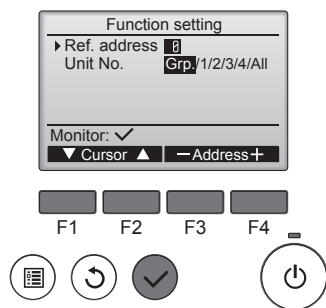 Function setting
Ref. address 0
Unit No. Grp./1/2/3/4/All
Monitor:
Cursor −Address+
F1 F2 F3 F4